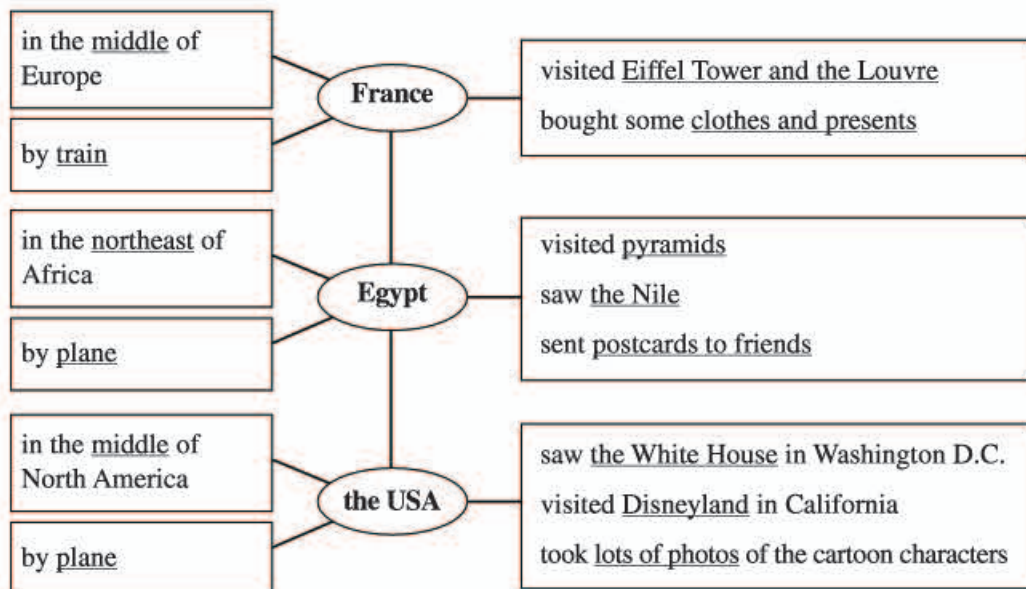 in the middle of
Europe
by train
France
visited Eiffel Tower and the Louvre
bought some clothes and presents
in the northeast of
Africa
by plane
Egypt
visited pyramids
saw the Nile
sent postcards to friends
in the middle of
North America
by plane
the USA
saw the White House in Washington D.C.
visited Disneyland in California
took lots of photos of the cartoon characters